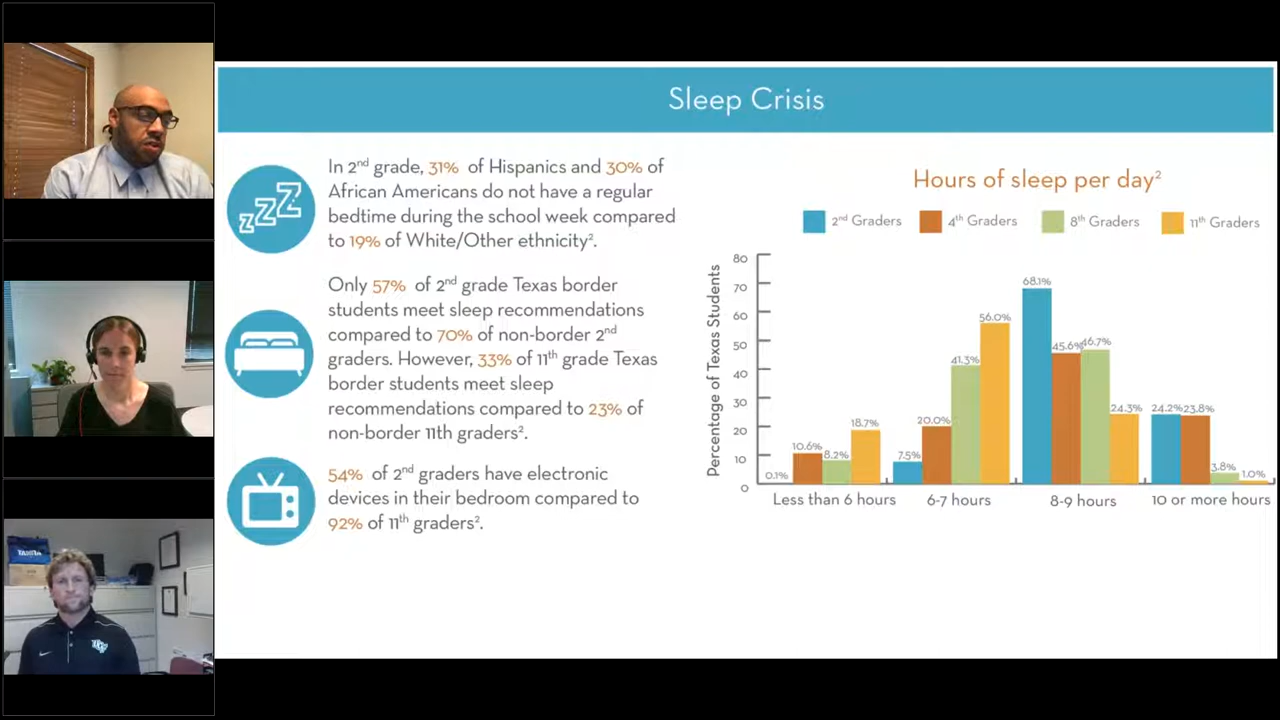 Sleep Crisis
In 2nd grade, 31% of Hispanics and 30% of
African Americans do not have a regular
bedtime during the school week compared
to 19% of White/Other ethnicity².
Only 57% of 2nd grade Texas border
students meet sleep recommendations
compared to 70% of non-border 2nd
graders. However, 33% of 11th grade Texas
border students meet sleep
recommendations compared to 23% of
non-border 11th graders².
54% of 2nd graders have electronic
devices in their bedroom compared to
92% of 11th graders².
Hours of sleep per day²
2nd Graders 4th Graders 8th Graders 11th Graders
Percentage of Texas Students
80
70
60
50
40
30
20
10
0
0.1% 10.6% 8.2% 18.7%
7.5% 20.0% 41.3% 56.0%
68.1% 45.6% 46.7% 24.3%
24.2% 23.8% 3.8% 1.0%
Less than 6 hours 6-7 hours 8-9 hours 10 or more hours
zzz